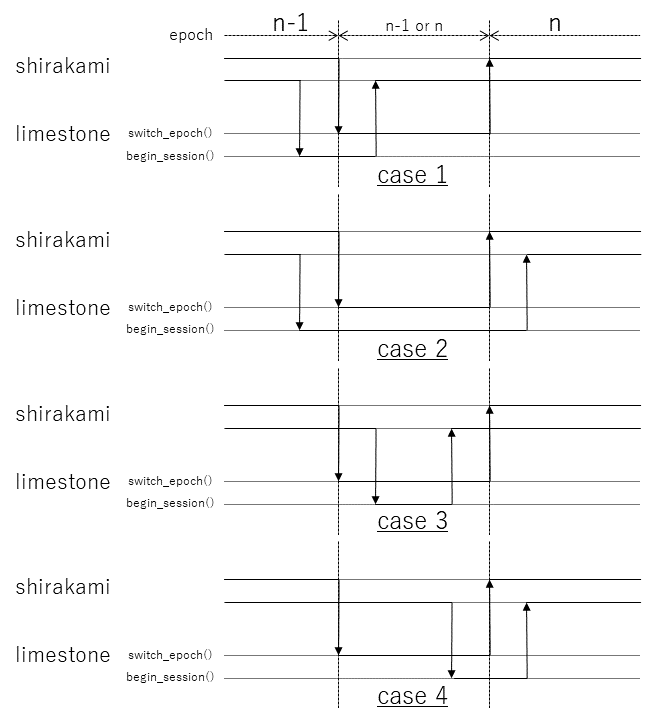 epoch n-1 n-1 or n n
shirakami
limestone switch_epoch()
begin_session()
case 1
shirakami
limestone switch_epoch()
begin_session()
case 2
shirakami
limestone switch_epoch()
begin_session()
case 3
shirakami
limestone switch_epoch()
begin_session()
case 4